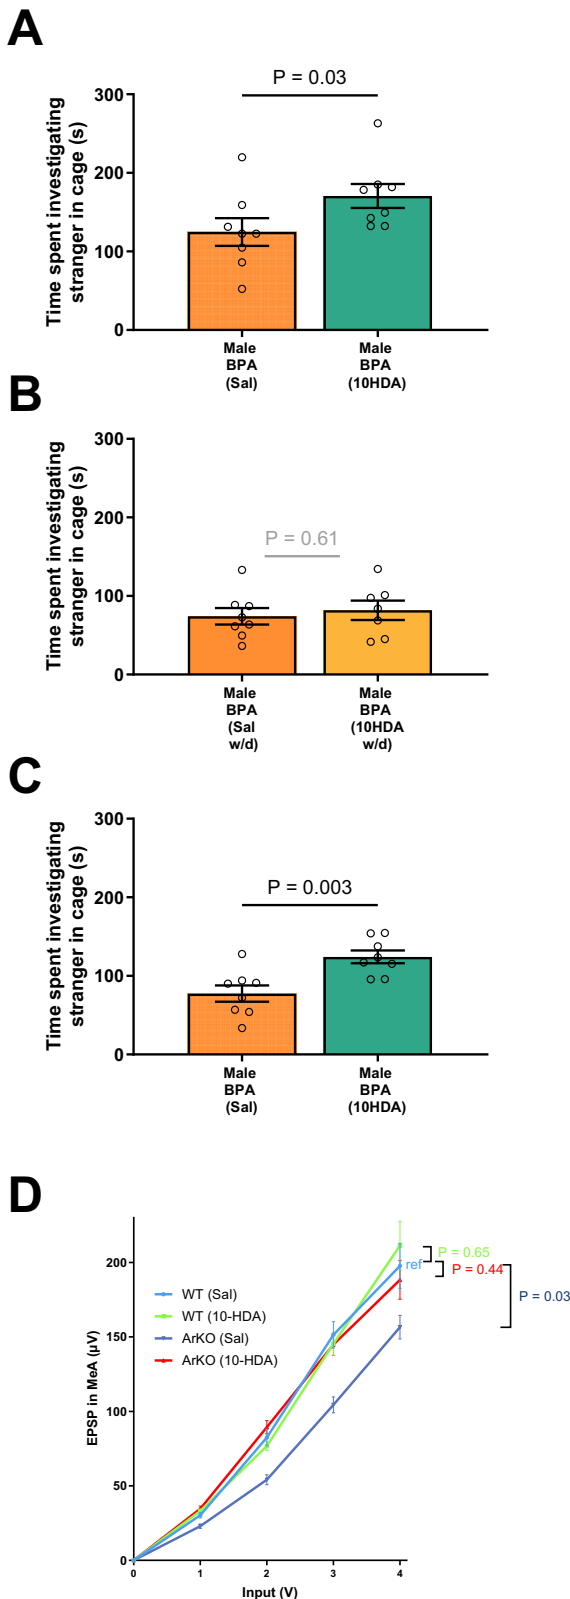 A
P = 0.03
300
200
100
0
Time spent investigating
stranger in cage (s)
Male
BPA
(Sal)
Male
BPA
(10HDA)
B
300
200
100
0
Time spent investigating
stranger in cage (s)
P = 0.61
Male
BPA
(Sal
w/d)
Male
BPA
(10HDA
w/d)
C
300
200
100
0
Time spent investigating
stranger in cage (s)
P = 0.003
Male
BPA
(Sal)
Male
BPA
(10HDA)
D
200
150
100
50
0
EPSP in MeA (µV)
WT (Sal)
WT (10-HDA)
ArKO (Sal)
ArKO (10-HDA)
ref
P = 0.65
P = 0.44
P = 0.03
0
1
2
3
4
Input (V)